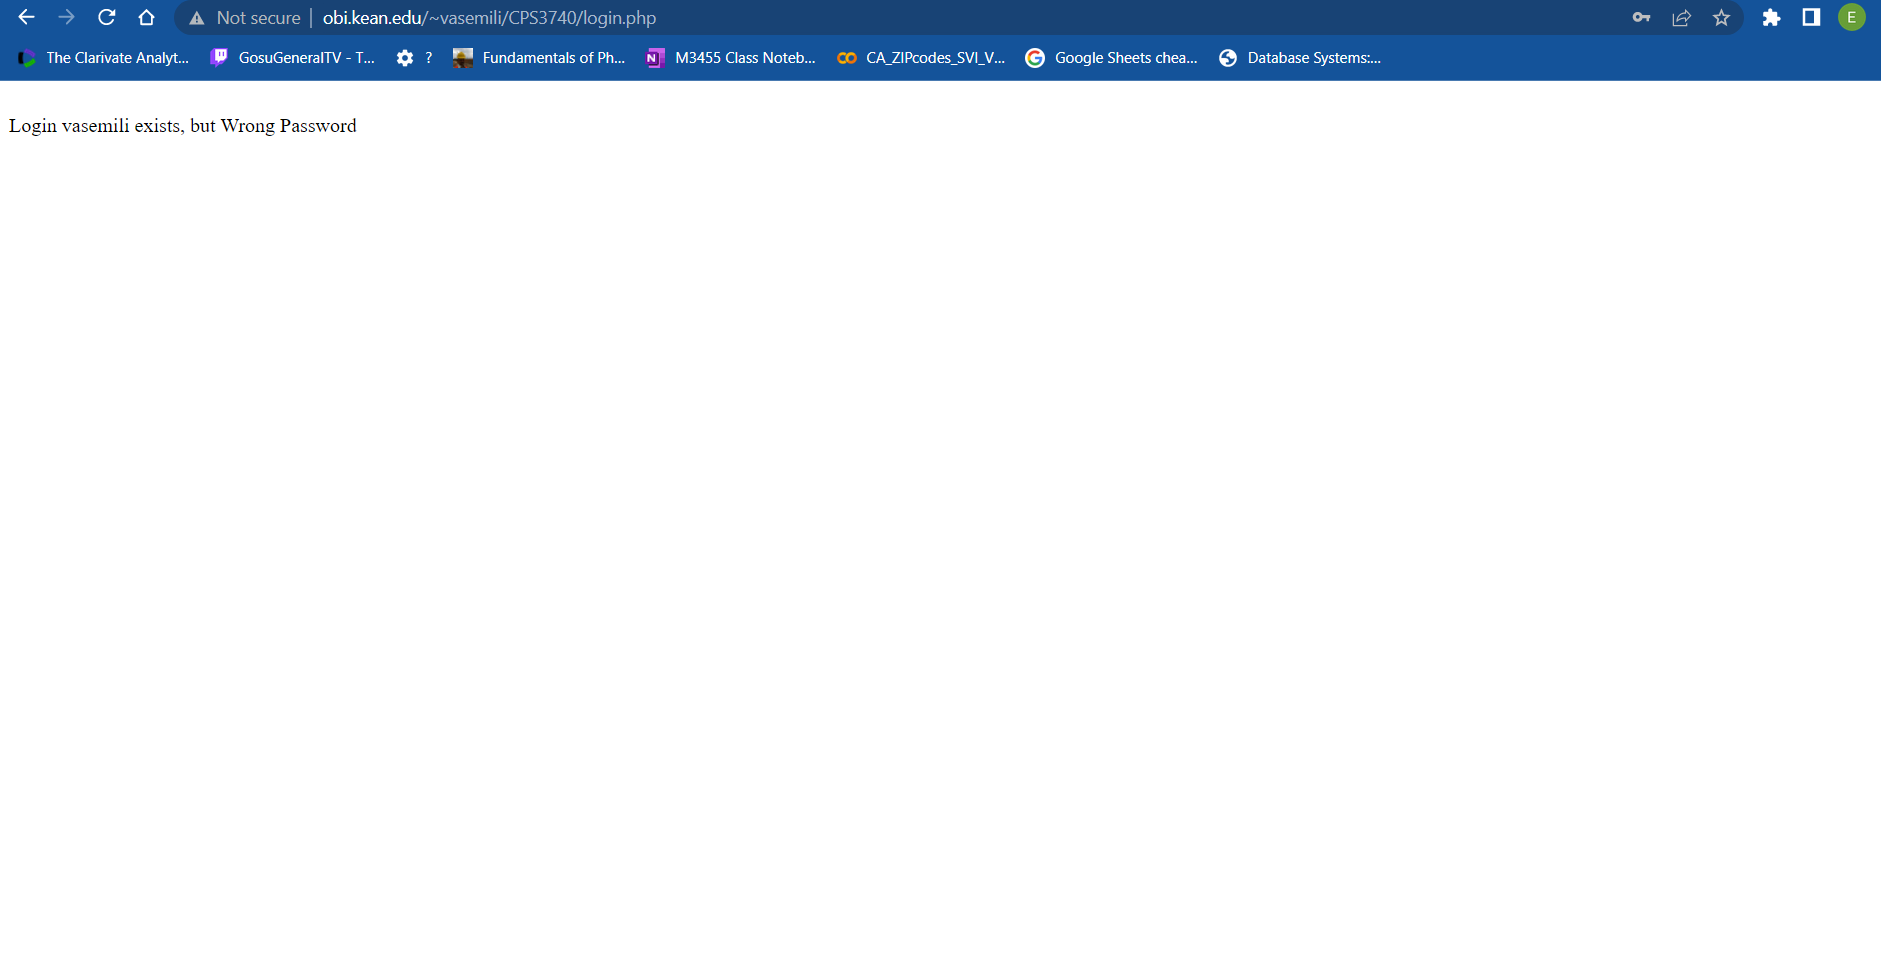 Not secure | obi.kean.edu/~vasemili/CPS3740/login.php E
The Clarivate Analyt... GosuGeneralTV - T... ? Fundamentals of Ph... N M3455 Class Noteb... CA_ZIPcodes_SVI_V... Google Sheets chea... Database Systems:...
Login vasemili exists, but Wrong Password